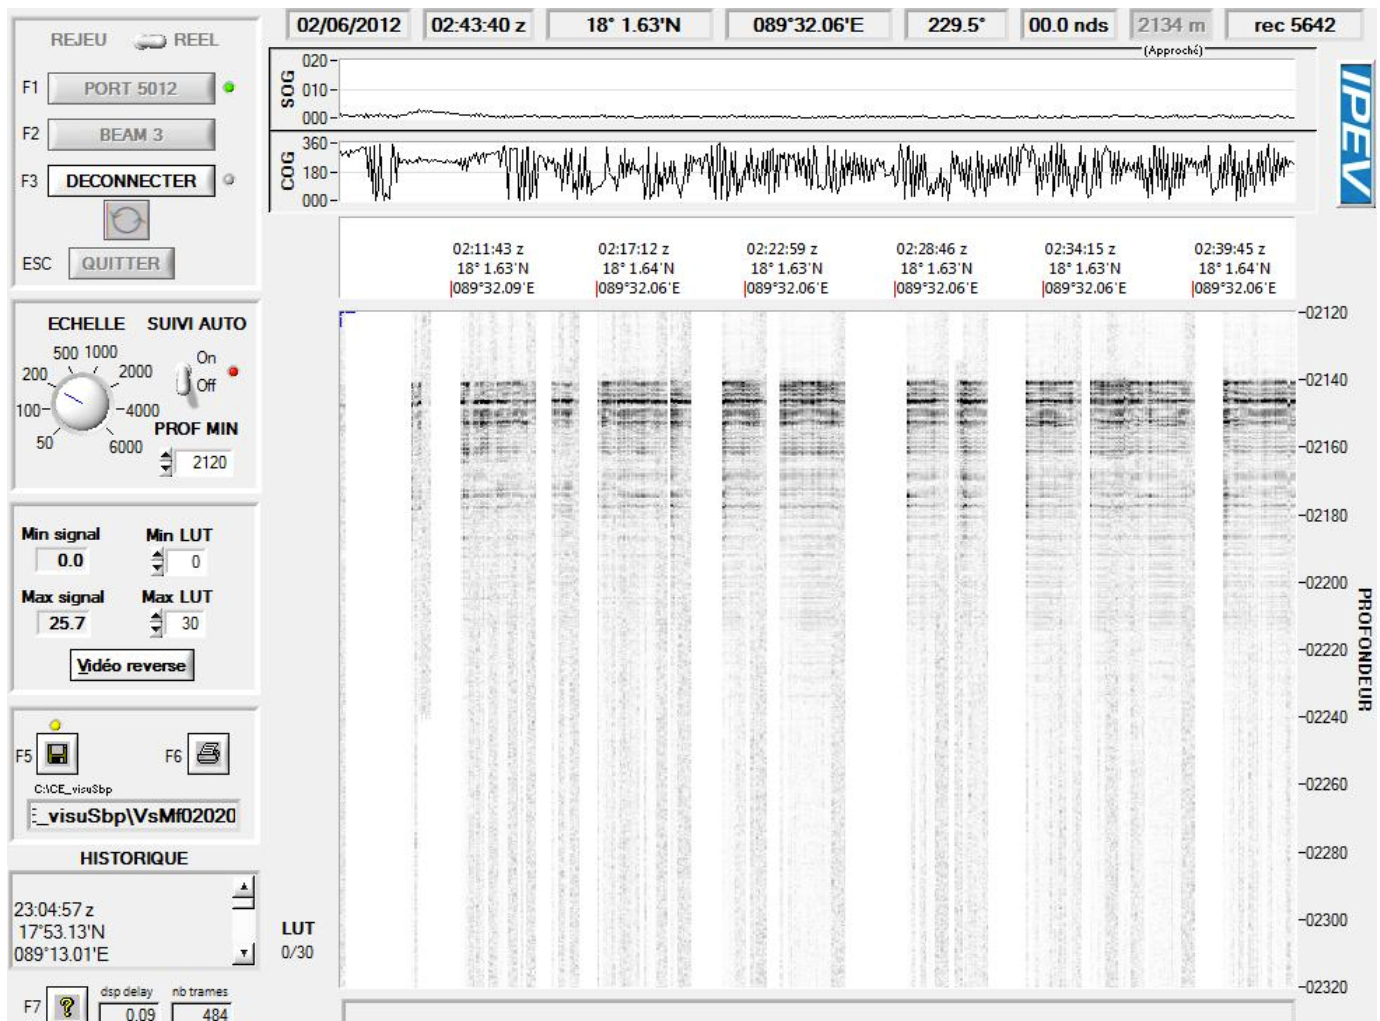 REJEU REEL
F1 PORT 5012
F2 BEAM 3
F3 DECONNECTER
ESC QUITTER
02/06/2012 02:43:40 z 18° 1.63'N 089°32.06'E 229.5° 00.0 nds 2134 m rec 5642
(Approché)
SOG
020
010
000
COG
360
180
000
IPEV
02:11:43 z 02:17:12 z 02:22:59 z 02:28:46 z 02:34:15 z 02:39:45 z
18° 1.63'N 18° 1.64'N 18° 1.63'N 18° 1.63'N 18° 1.63'N 18° 1.64'N
089°32.09'E 089°32.06'E 089°32.06'E 089°32.06'E 089°32.06'E 089°32.06'E
ECHELLE SUIVI AUTO
50 100 200 500 1000 2000 4000 6000
On
Off
PROF MIN
2120
Min signal Min LUT
0.0 0
Max signal Max LUT
25.7 30
Vidéo reverse
F5 F6
C:\CE_visuSbp
_visuSbp\VsMf02020
HISTORIQUE
23:04:57 z
17°53.13'N
089°13.01'E
F7 dsp delay nb trames
0.09 484
LUT
0/30
02120
02140
02160
02180
02200
02220
02240
02260
02280
02300
02320
PROFONDEUR